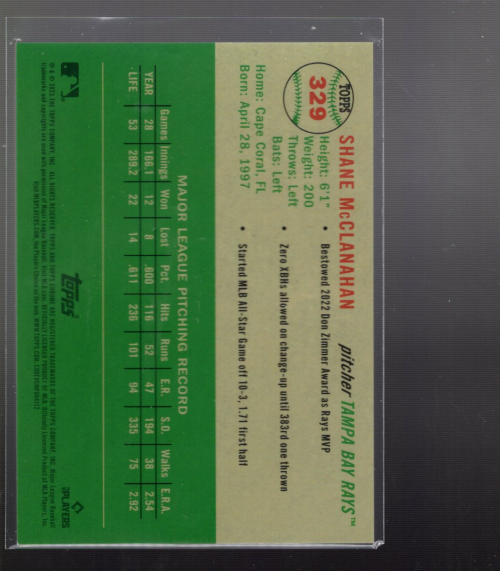 TOPPS
329
SHANE McCLANAHAN pitcher TAMPA BAY RAYS™
Height: 6'1"
Weight: 200
Throws: Left
Bats: Left
Home: Cape Coral, FL
Born: April 28, 1997
• Bestowed 2022 Don Zimmer Award as Rays MVP
• Zero XBHs allowed on change-up until 383rd one thrown
• Started MLB All-Star Game off 10-3, 1.71 first half
MAJOR LEAGUE PITCHING RECORD
Games Innings Won Lost Pct. Hits Runs E.R. S.O. Walks E.R.A.
YEAR 28 166.1 12 8 .600 116 52 47 194 38 2.54
LIFE 53 289.2 22 14 .611 236 101 94 335 75 2.92
topps
PLAYERS